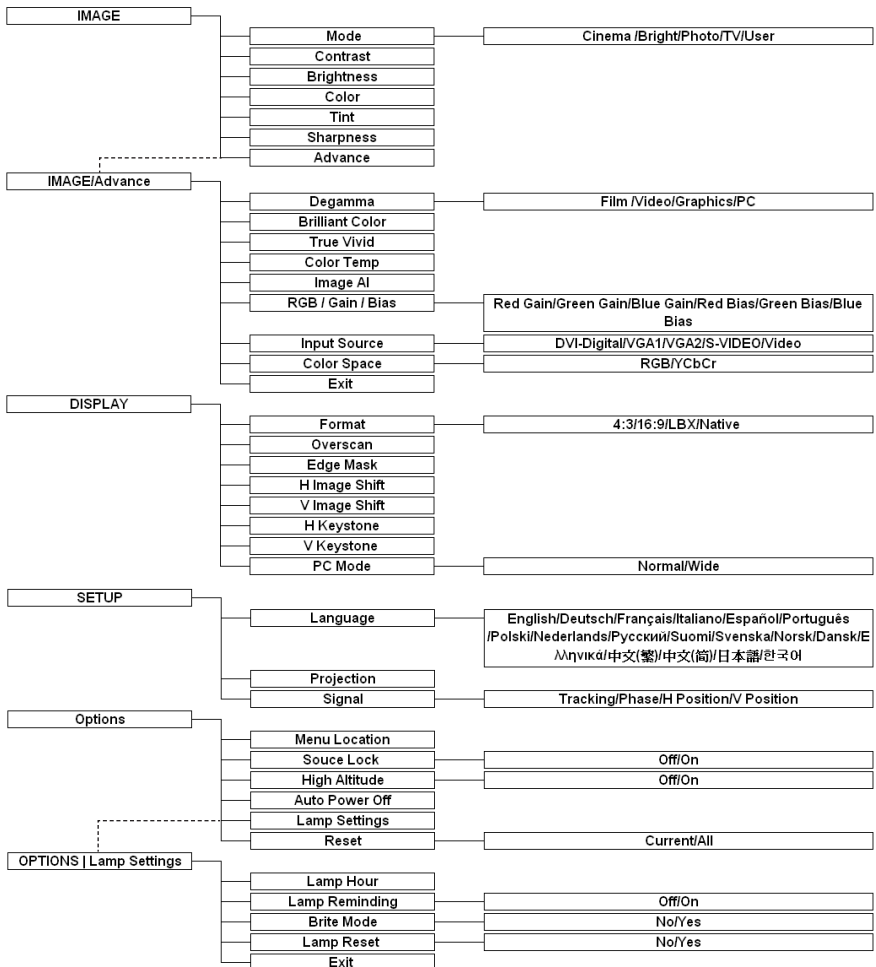 IMAGE
Mode
Cinema /Bright/Photo/TV/User
Contrast
Brightness
Color
Tint
Sharpness
Advance
IMAGE/Advance
Degamma
Film /Video/Graphics/PC
Brilliant Color
True Vivid
Color Temp
Image AI
RGB / Gain / Bias
Red Gain/Green Gain/Blue Gain/Red Bias/Green Bias/Blue
Bias
Input Source
DVI-Digital/VGA1/VGA2/S-VIDEO/Video
Color Space
RGB/YCbCr
Exit
DISPLAY
Format
4:3/16:9/LBX/Native
Overscan
Edge Mask
H Image Shift
V Image Shift
H Keystone
V Keystone
PC Mode
Normal/Wide
SETUP
Language
English/Deutsch/Français/Italiano/Español/Português
/Polski/Nederlands/Русский/Suomi/Svenska/Norsk/Dansk/Ε
λληνικά/中文(繁)/中文(简)/日本語/한국어
Projection
Signal
Tracking/Phase/H Position/V Position
Options
Menu Location
Souce Lock
Off/On
High Altitude
Off/On
Auto Power Off
Lamp Settings
Reset
Current/All
OPTIONS | Lamp Settings
Lamp Hour
Lamp Reminding
Off/On
Brite Mode
No/Yes
Lamp Reset
No/Yes
Exit